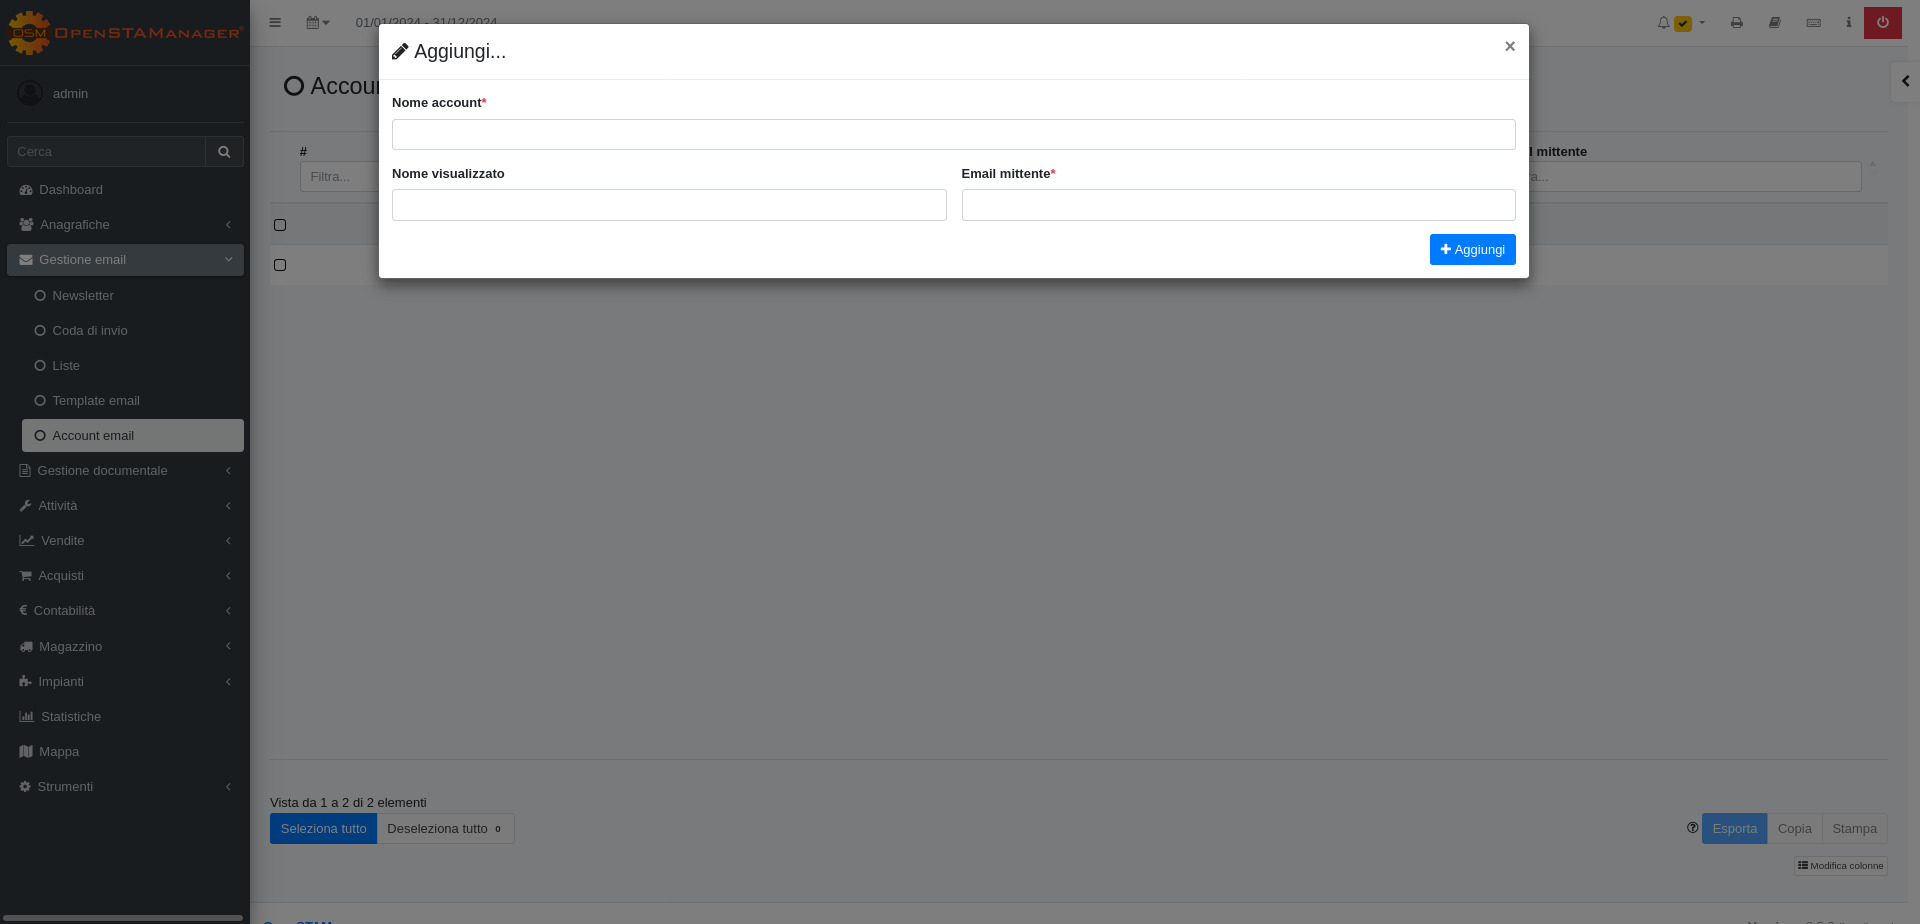 OpenSTAManager
01/01/2024 - 31/12/2024
admin
Cerca
Dashboard
Anagrafiche
Gestione email
Newsletter
Coda di invio
Liste
Template email
Account email
Gestione documentale
Attività
Vendite
Acquisti
Contabilità
Magazzino
Impianti
Statistiche
Mappa
Strumenti
Aggiungi...
×
Nome account*
Nome visualizzato
Email mittente*
Aggiungi
#
Filtra...
mittente
Vista da 1 a 2 di 2 elementi
Seleziona tutto
Deseleziona tutto 0
Esporta
Copia
Stampa
Modifica colonne